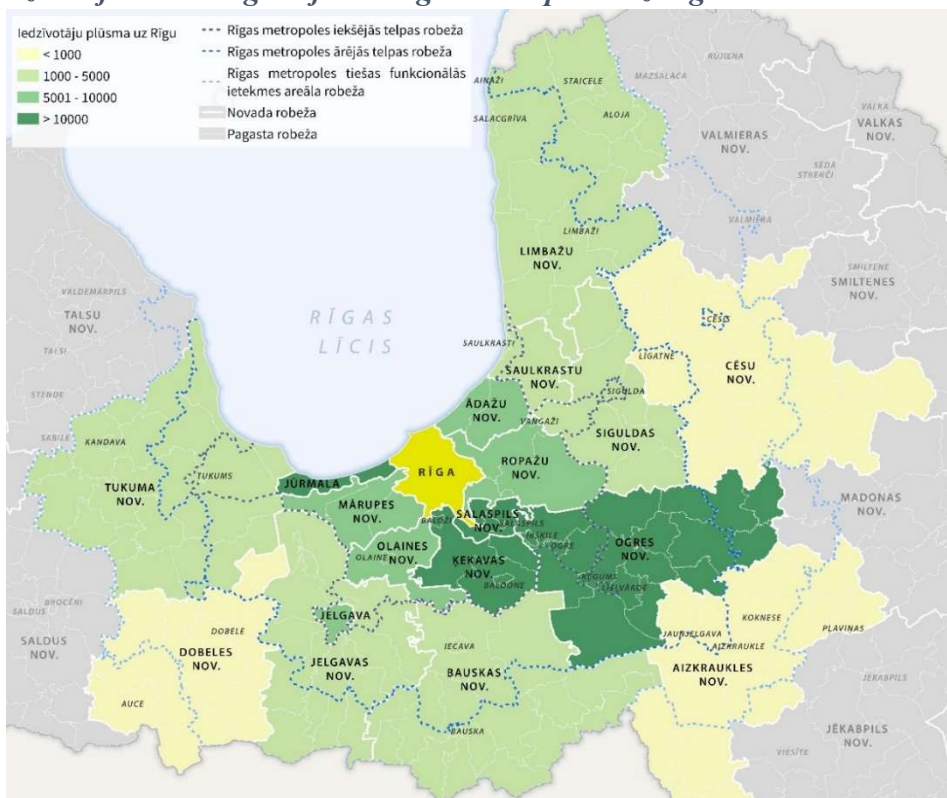 Iedzīvotāju plūsma uz Rīgu
< 1000
1000 - 5000
5001 - 10000
> 10000
Rīgas metropoles iekšējās telpas robeža
Rīgas metropoles ārējās telpas robeža
Rīgas metropoles tiešas funkcionālās
ietekmes areāla robeža
Novada robeža
Pagasta robeža
AINAŽI
STAICELE
MAZSALACA
RŪJIENA
SALACGRĪVA
ALOJA
VALKA
VALKAS
NOV.
VALMIERAS
NOV.
SEDA
STRENČI
VALMIERA
LIMBAŽI
LIMBAŽU
NOV.
SMILTENE
SMILTENES
NOV.
VALDEMĀRPILS
TALSU
NOV.
TALSI
STENDE
SABILE
RĪGAS
LĪCIS
CĒSIS
SAULKRASTI
LĪGATNE
CĒSU
NOV.
SAULKRASTU
NOV.
SIGULDA
ĀDAŽU
NOV.
VANGAŽI
SIGULDAS
NOV.
KANDAVA
TUKUMS
TUKUMA
NOV.
RĪGA
ROPAŽU
NOV.
JŪRMALA
MADONAS
NOV.
MĀRUPES
NOV.
BALOŽI
SALASPILS
NOV.
SALASPILS
IKŠĶILE
OGRE
OGRES
NOV.
OLAINES
NOV.
OLAINE
ĶEKAVAS
NOV.
BALDONE
ĶEGUMS
LIELVĀRDE
BROCĒNI
SALDUS
SALDUS
NOV.
JELGAVA
KOKNESE
PĻAVIŅAS
DOBELE
DOBELES
NOV.
IECAVA
JAUNJELGAVA
AIZKRAUKLE
JELGAVAS
NOV.
BAUSKAS
NOV.
AIZKRAUKLES
NOV.
JĒKABPILS
AUCE
BAUSKA
JĒKABPILS
NOV.
VIESĪTE